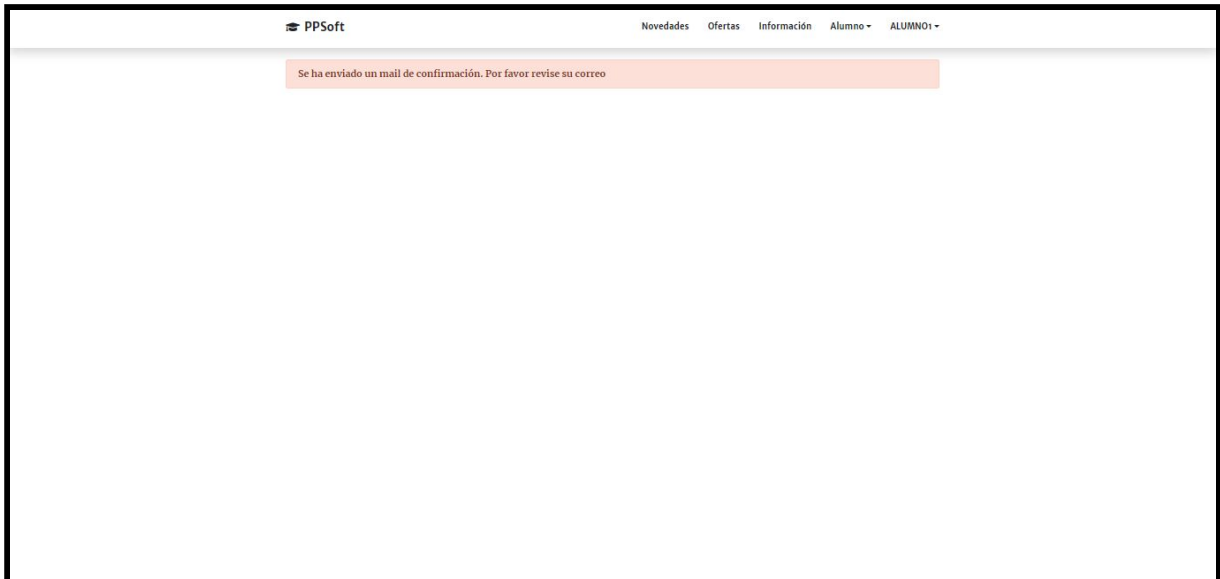 PPSoft
Novedades Ofertas Información Alumno ALUMNO1
Se ha enviado un mail de confirmación. Por favor revise su correo